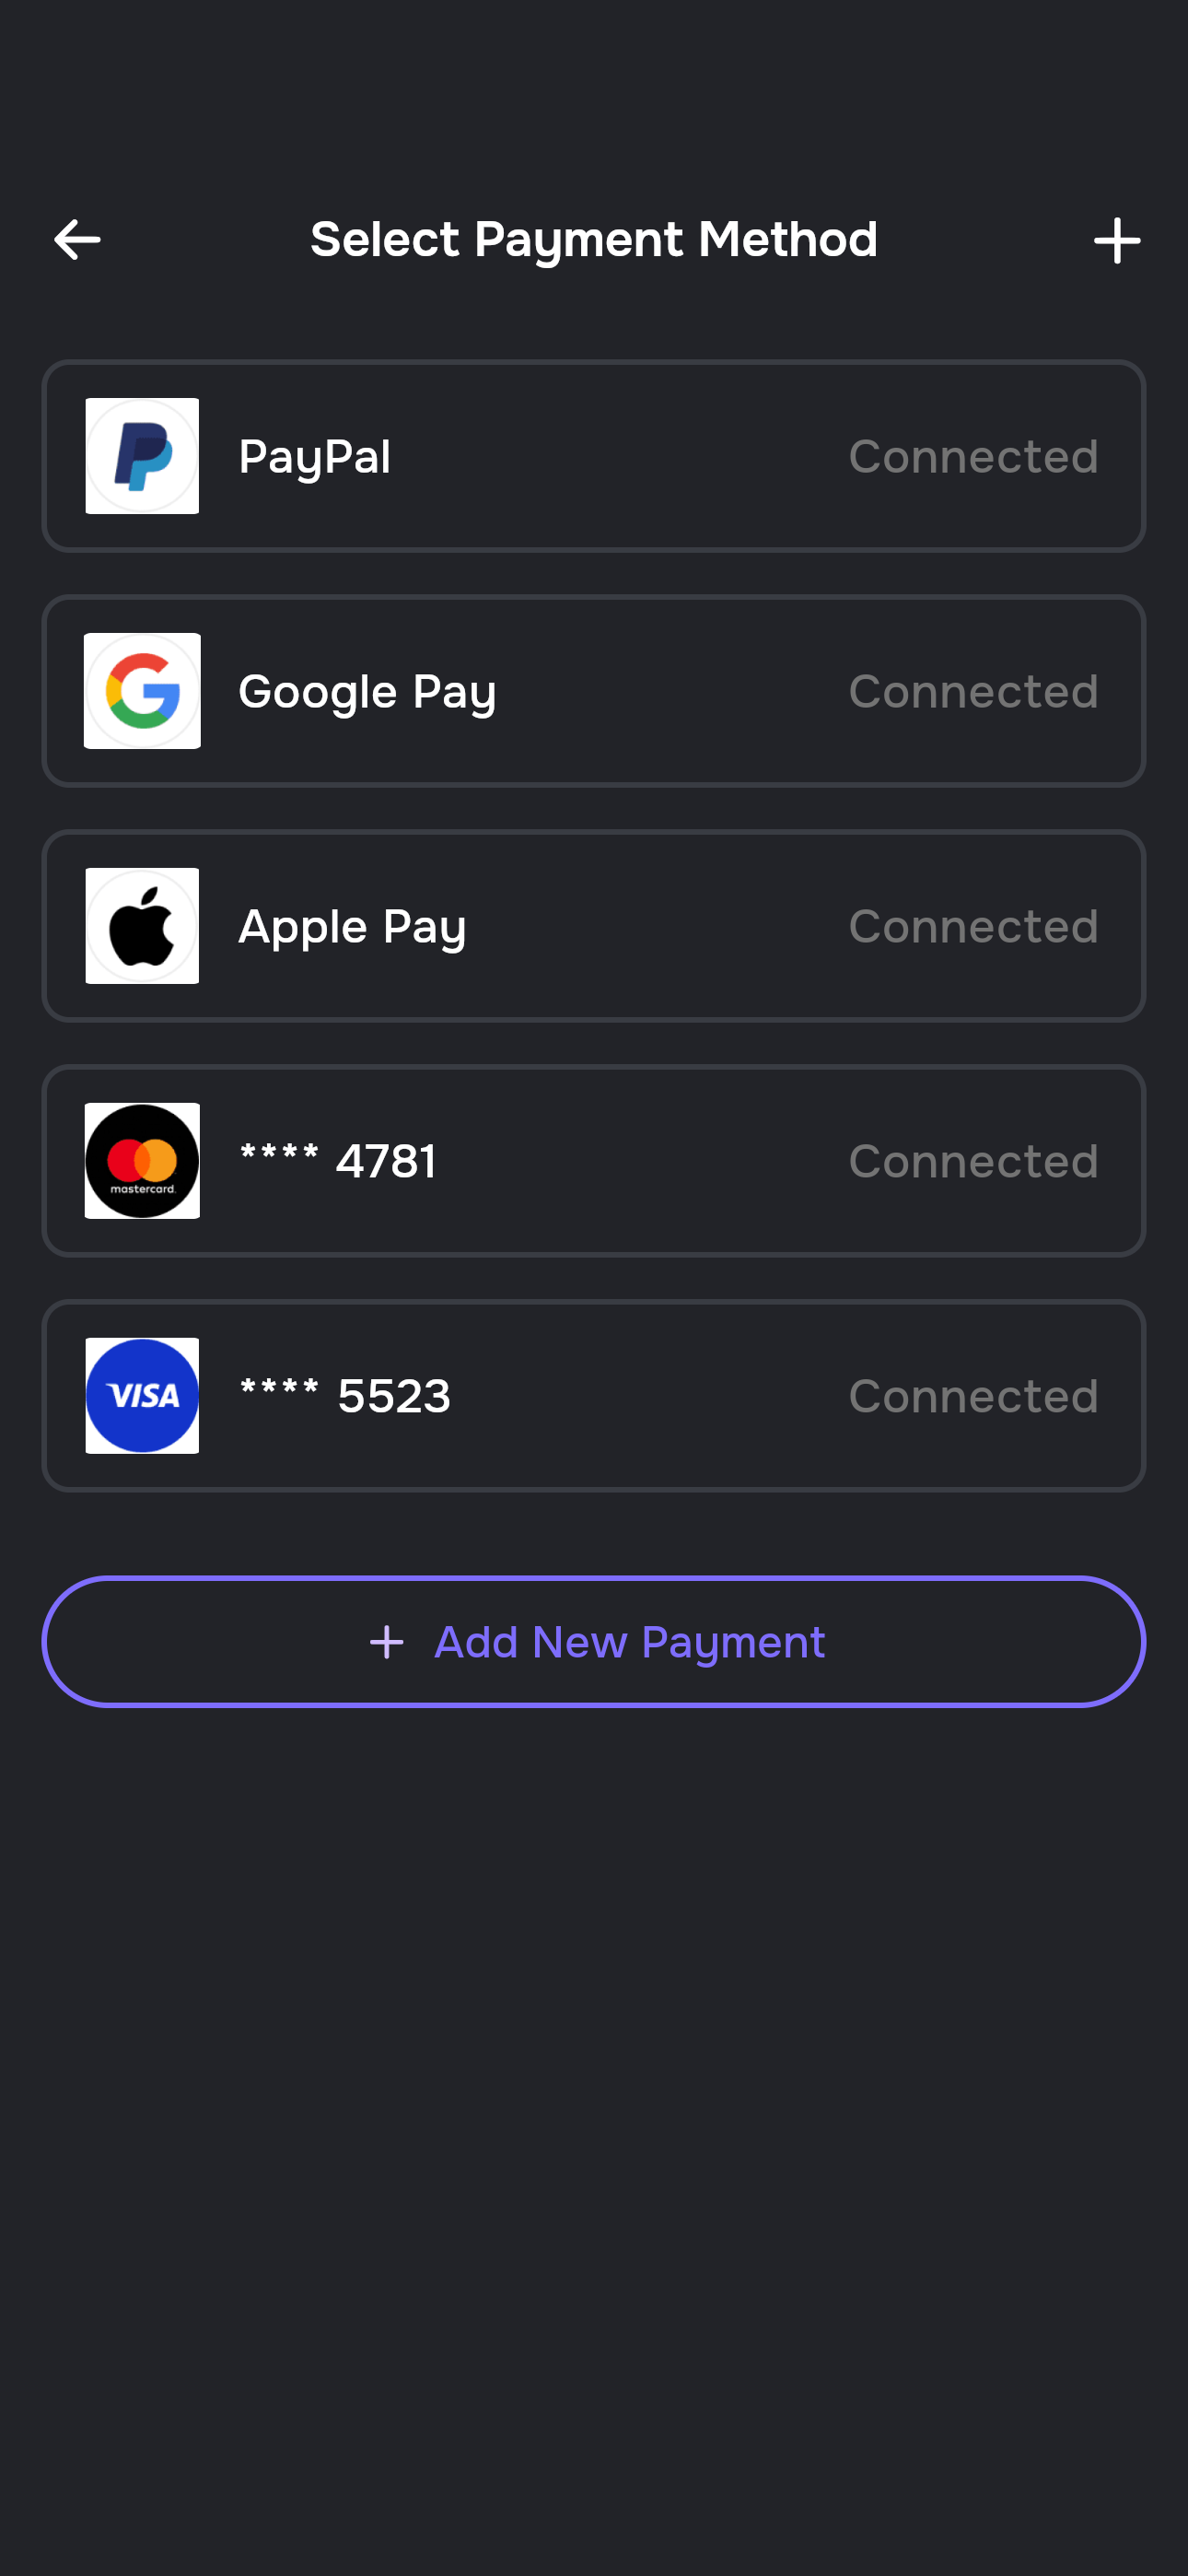 Select Payment Method
PayPal Connected
Google Pay Connected
Apple Pay Connected
mastercard. **** 4781 Connected
VISA **** 5523 Connected
+ Add New Payment